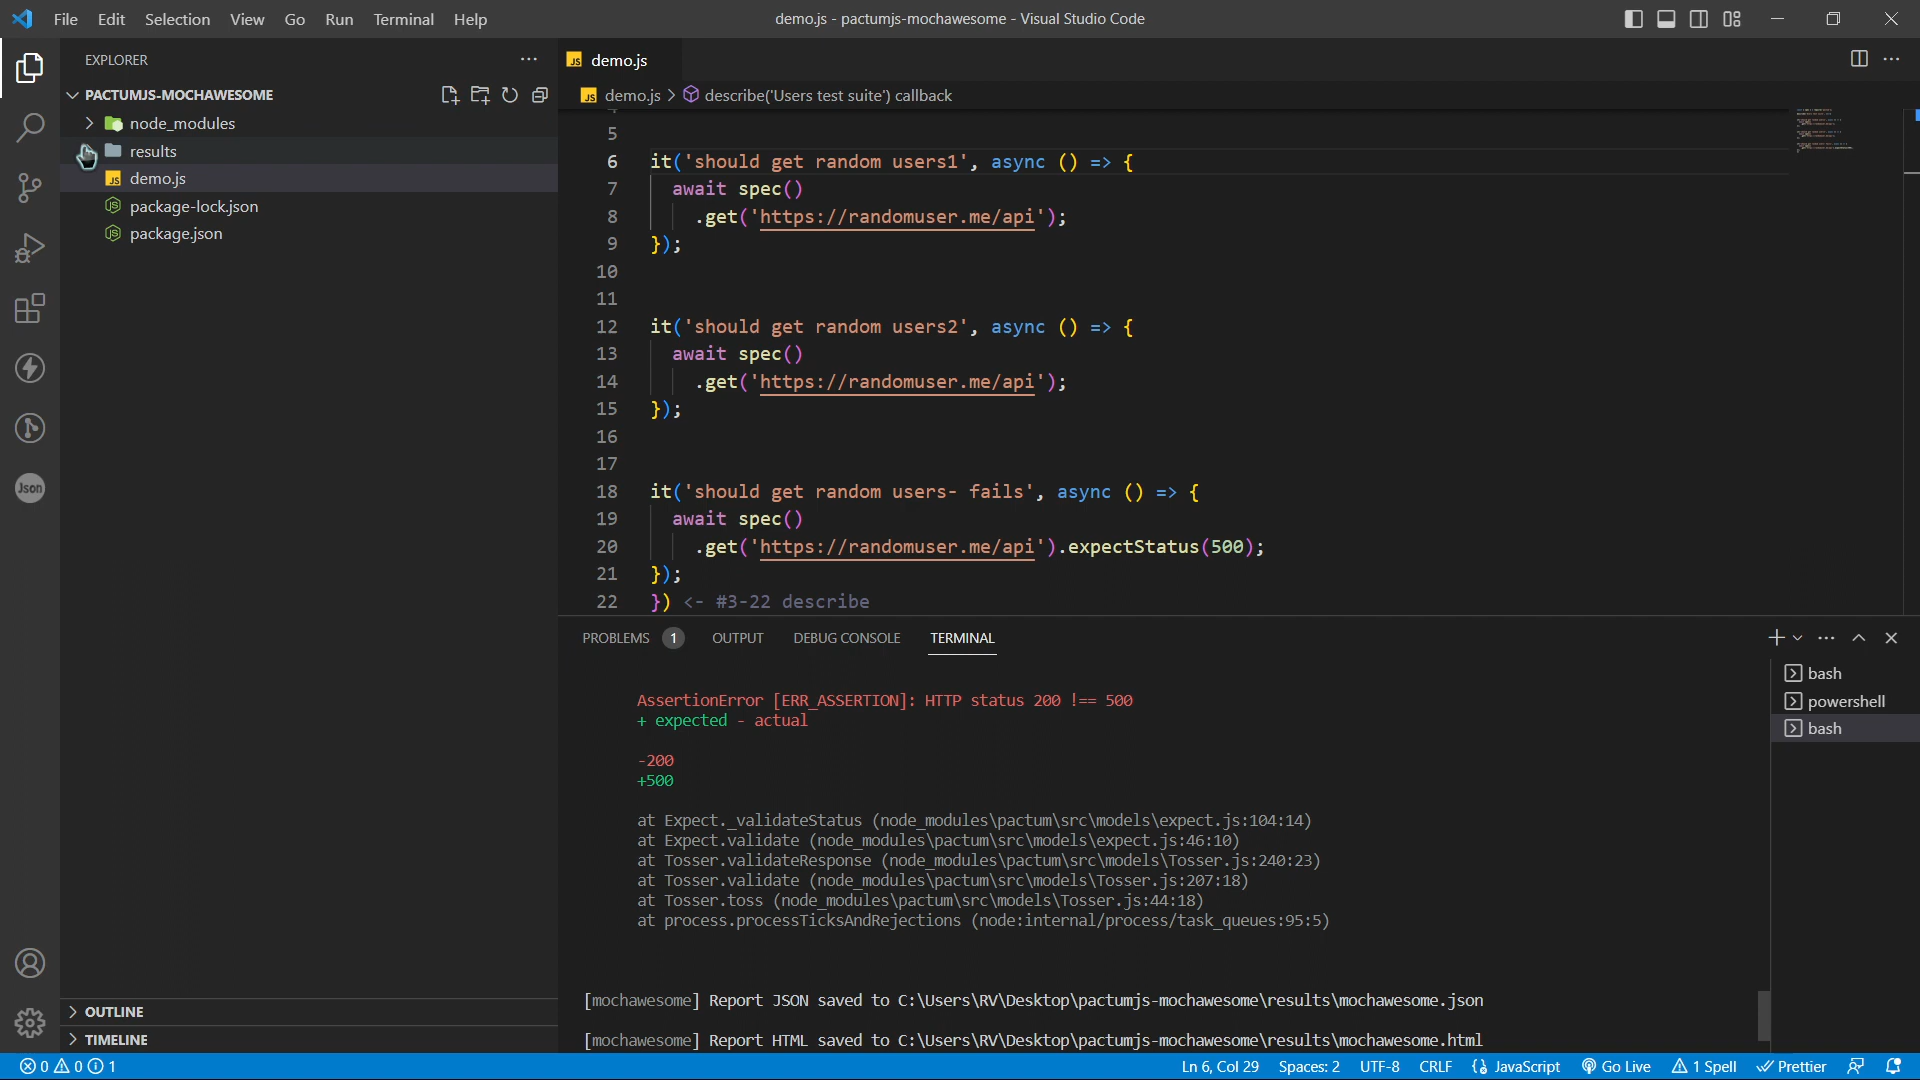 File Edit Selection View Go Run Terminal Help
demo.js - pactumjs-mochawesome - Visual Studio Code
EXPLORER
PACTUMJS-MOCHAWESOME
node_modules
results
JS demo.js
package-lock.json
package.json
OUTLINE
TIMELINE
Json
JS demo.js
JS demo.js > describe('Users test suite') callback
5
6 it('should get random users1', async () => {
7 await spec()
8 .get('https://randomuser.me/api');
9 });
10
11
12 it('should get random users2', async () => {
13 await spec()
14 .get('https://randomuser.me/api');
15 });
16
17
18 it('should get random users- fails', async () => {
19 await spec()
20 .get('https://randomuser.me/api').expectStatus(500);
21 });
22 }) <- #3-22 describe
PROBLEMS 1 OUTPUT DEBUG CONSOLE TERMINAL
AssertionError [ERR_ASSERTION]: HTTP status 200 !== 500
+ expected - actual
-200
+500
at Expect._validateStatus (node_modules\pactum\src\models\expect.js:104:14)
at Expect.validate (node_modules\pactum\src\models\expect.js:46:10)
at Tosser.validateResponse (node_modules\pactum\src\models\Tosser.js:240:23)
at Tosser.validate (node_modules\pactum\src\models\Tosser.js:207:18)
at Tosser.toss (node_modules\pactum\src\models\Tosser.js:44:18)
at process.processTicksAndRejections (node:internal/process/task_queues:95:5)
[mochawesome] Report JSON saved to C:\Users\RV\Desktop\pactumjs-mochawesome\results\mochawesome.json
[mochawesome] Report HTML saved to C:\Users\RV\Desktop\pactumjs-mochawesome\results\mochawesome.html
bash
powershell
bash
0 0 1
Ln 6, Col 29 Spaces: 2 UTF-8 CRLF {} JavaScript Go Live 1 Spell Prettier